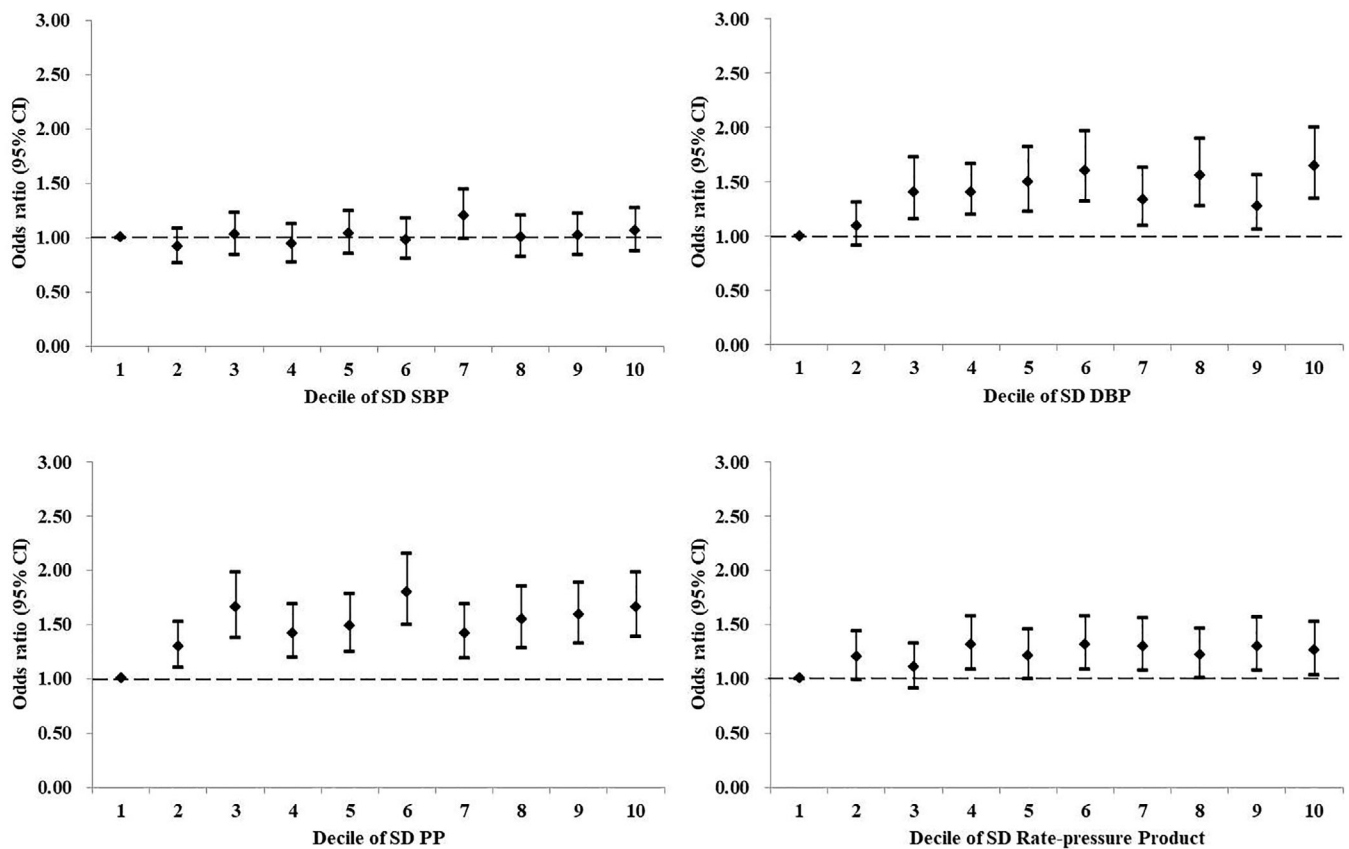 3.00
2.50
2.00
1.50
1.00
0.50
0.00
Odds ratio (95% CI)
1 2 3 4 5 6 7 8 9 10
Decile of SD SBP
3.00
2.50
2.00
1.50
1.00
0.50
0.00
Odds ratio (95% CI)
1 2 3 4 5 6 7 8 9 10
Decile of SD DBP
3.00
2.50
2.00
1.50
1.00
0.50
0.00
Odds ratio (95% CI)
1 2 3 4 5 6 7 8 9 10
Decile of SD PP
3.00
2.50
2.00
1.50
1.00
0.50
0.00
Odds ratio (95% CI)
1 2 3 4 5 6 7 8 9 10
Decile of SD Rate-pressure Product